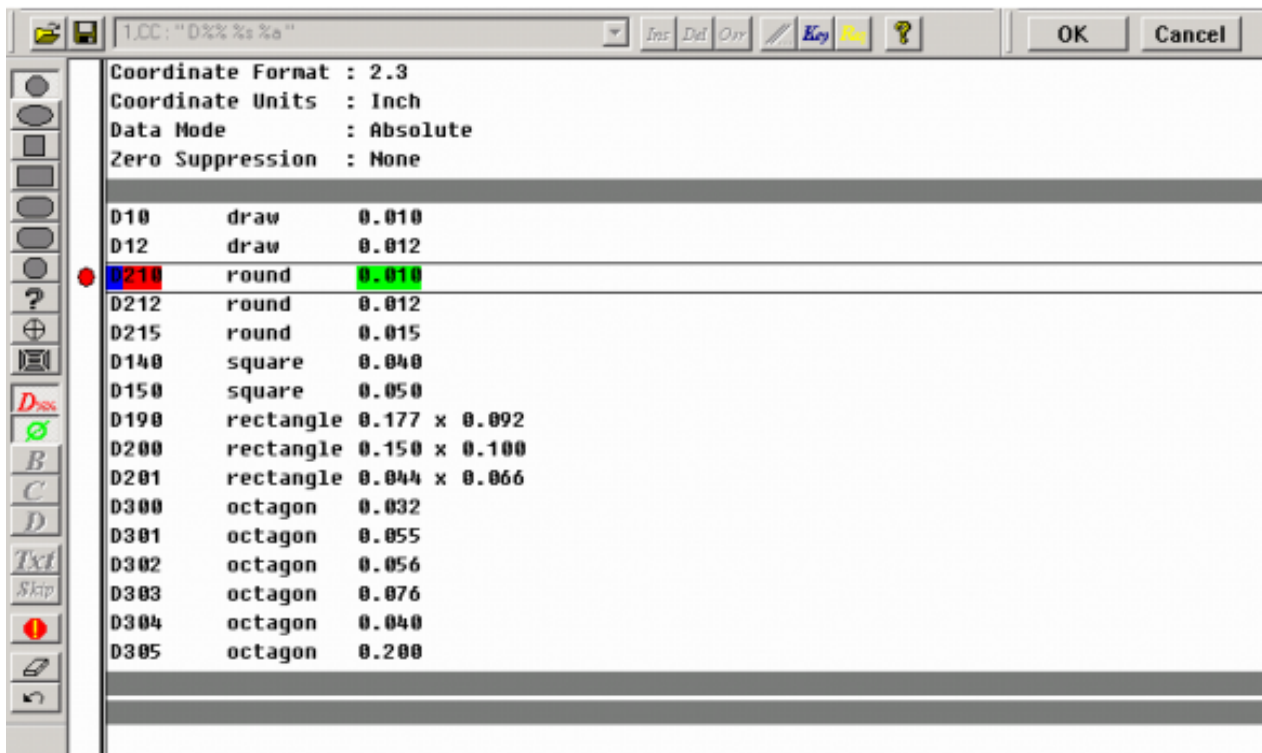 1,CC : "D%% %s %a"
Ins Del Orr // Key Req ? OK Cancel
Coordinate Format : 2.3
Coordinate Units : Inch
Data Mode : Absolute
Zero Suppression : None
D10 draw 0.010
D12 draw 0.012
D210 round 0.010
D212 round 0.012
D215 round 0.015
D140 square 0.040
D150 square 0.050
D190 rectangle 0.177 x 0.092
D200 rectangle 0.150 x 0.100
D201 rectangle 0.044 x 0.066
D300 octagon 0.032
D301 octagon 0.055
D302 octagon 0.056
D303 octagon 0.076
D304 octagon 0.040
D305 octagon 0.200
?
D%%
B
C
D
Txt
Skip